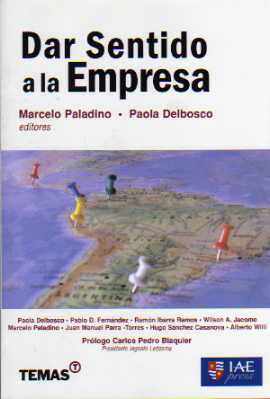 Dar Sentido
a la Empresa
Marcelo Paladino • Paola Delbosco
editores
Paola Delbosco • Pablo D. Fernández • Ramón Ibarra Ramos • Wilson A. Jácome
Marcelo Paladino • Juan Manuel Parra -Torres • Hugo Sánchez Casanova • Alberto Willi
Prólogo Carlos Pedro Blaquier
Presidente Ingenio Ledesma
TEMAS T
IAE
press